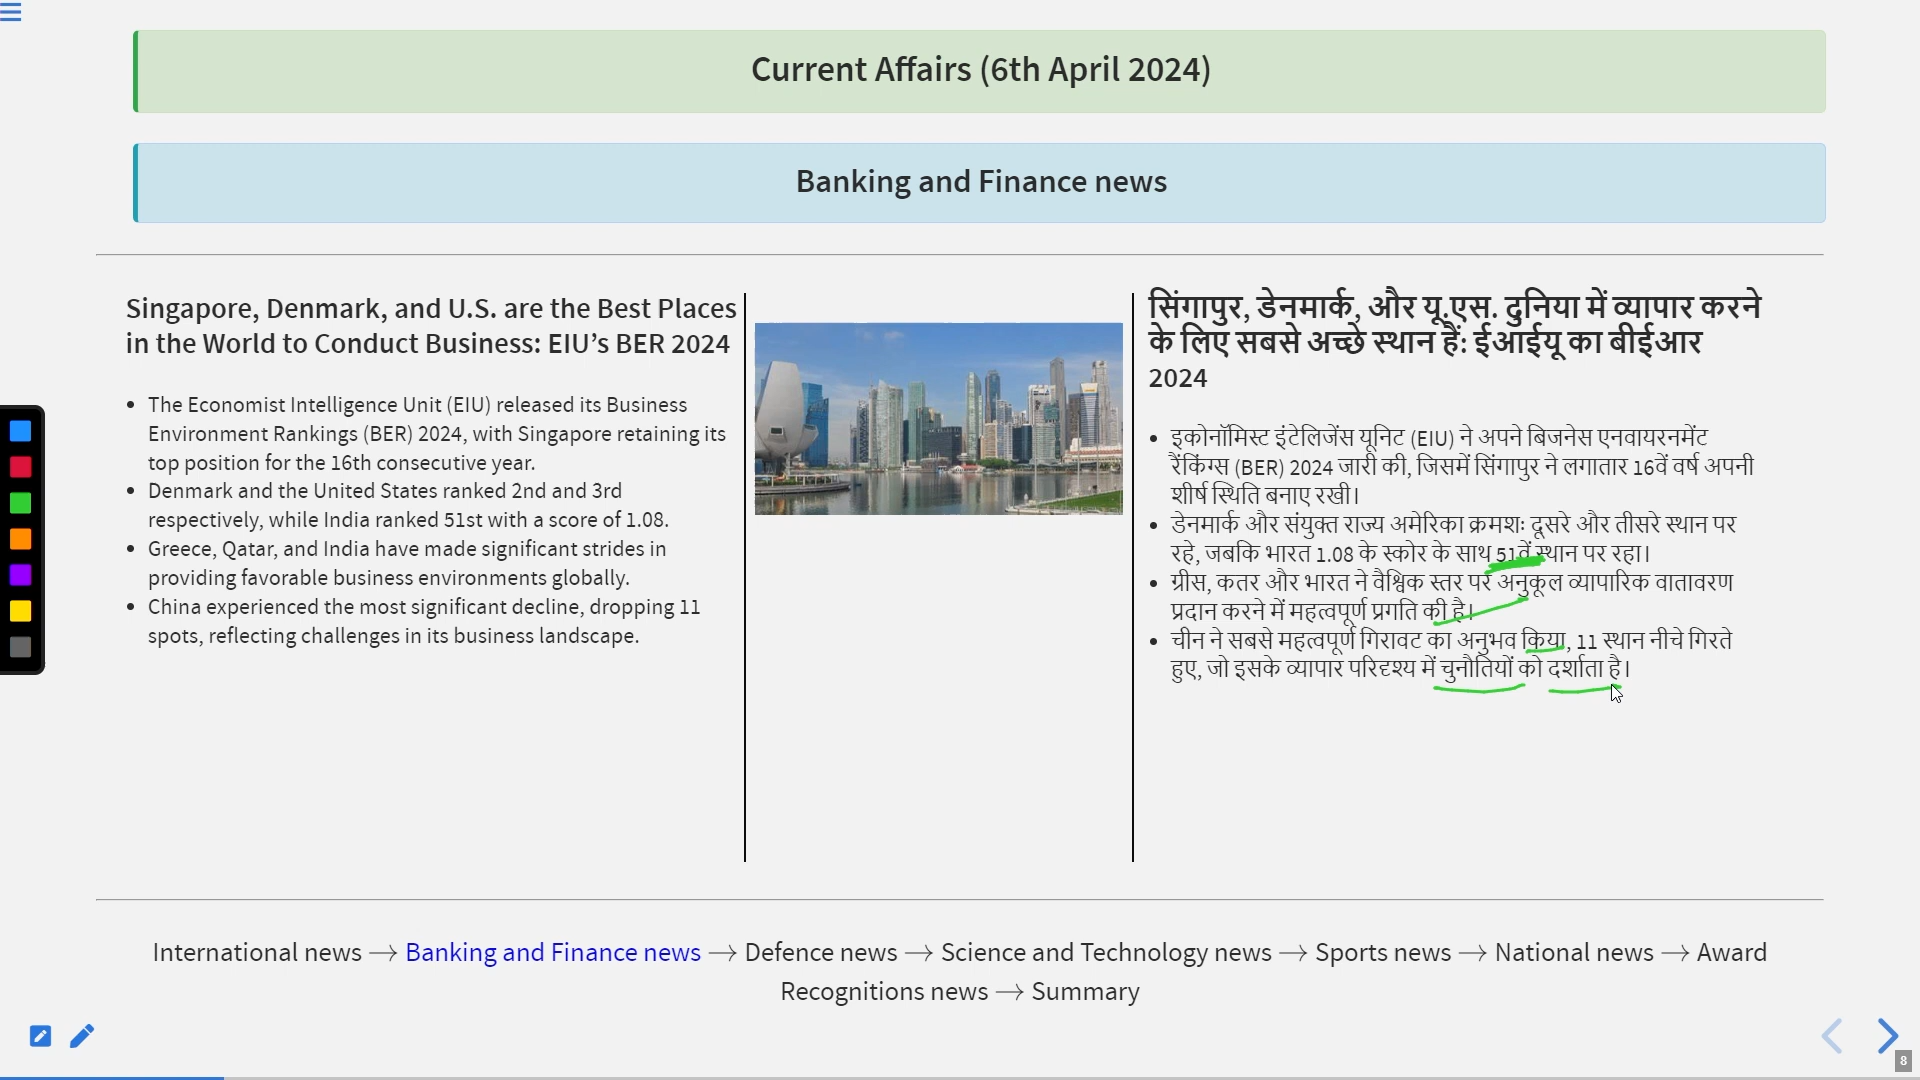 Current Affairs (6th April 2024)
Banking and Finance news
Singapore, Denmark, and U.S. are the Best Places
in the World to Conduct Business: EIU’s BER 2024
• The Economist Intelligence Unit (EIU) released its Business
Environment Rankings (BER) 2024, with Singapore retaining its
top position for the 16th consecutive year.
• Denmark and the United States ranked 2nd and 3rd
respectively, while India ranked 51st with a score of 1.08.
• Greece, Qatar, and India have made significant strides in
providing favorable business environments globally.
• China experienced the most significant decline, dropping 11
spots, reflecting challenges in its business landscape.
सिंगापुर, डेनमार्क, और यू.एस. दुनिया में व्यापार करने
के लिए सबसे अच्छे स्थान हैं: ईआईयू का बीईआर
2024
• इकोनॉमिस्ट इंटेलिजेंस यूनिट (EIU) ने अपने बिजनेस एनवायरनमेंट
रैंकिंग्स (BER) 2024 जारी की, जिसमें सिंगापुर ने लगातार 16वें वर्ष अपनी
शीर्ष स्थिति बनाए रखी।
• डेनमार्क और संयुक्त राज्य अमेरिका क्रमशः दूसरे और तीसरे स्थान पर
रहे, जबकि भारत 1.08 के स्कोर के साथ 51वें स्थान पर रहा।
• ग्रीस, कतर और भारत ने वैश्विक स्तर पर अनुकूल व्यापारिक वातावरण
प्रदान करने में महत्वपूर्ण प्रगति की है।
• चीन ने सबसे महत्वपूर्ण गिरावट का अनुभव किया, 11 स्थान नीचे गिरते
हुए, जो इसके व्यापार परिदृश्य में चुनौतियों को दर्शाता है।
International news → Banking and Finance news → Defence news → Science and Technology news → Sports news → National news → Award
Recognitions news → Summary
8